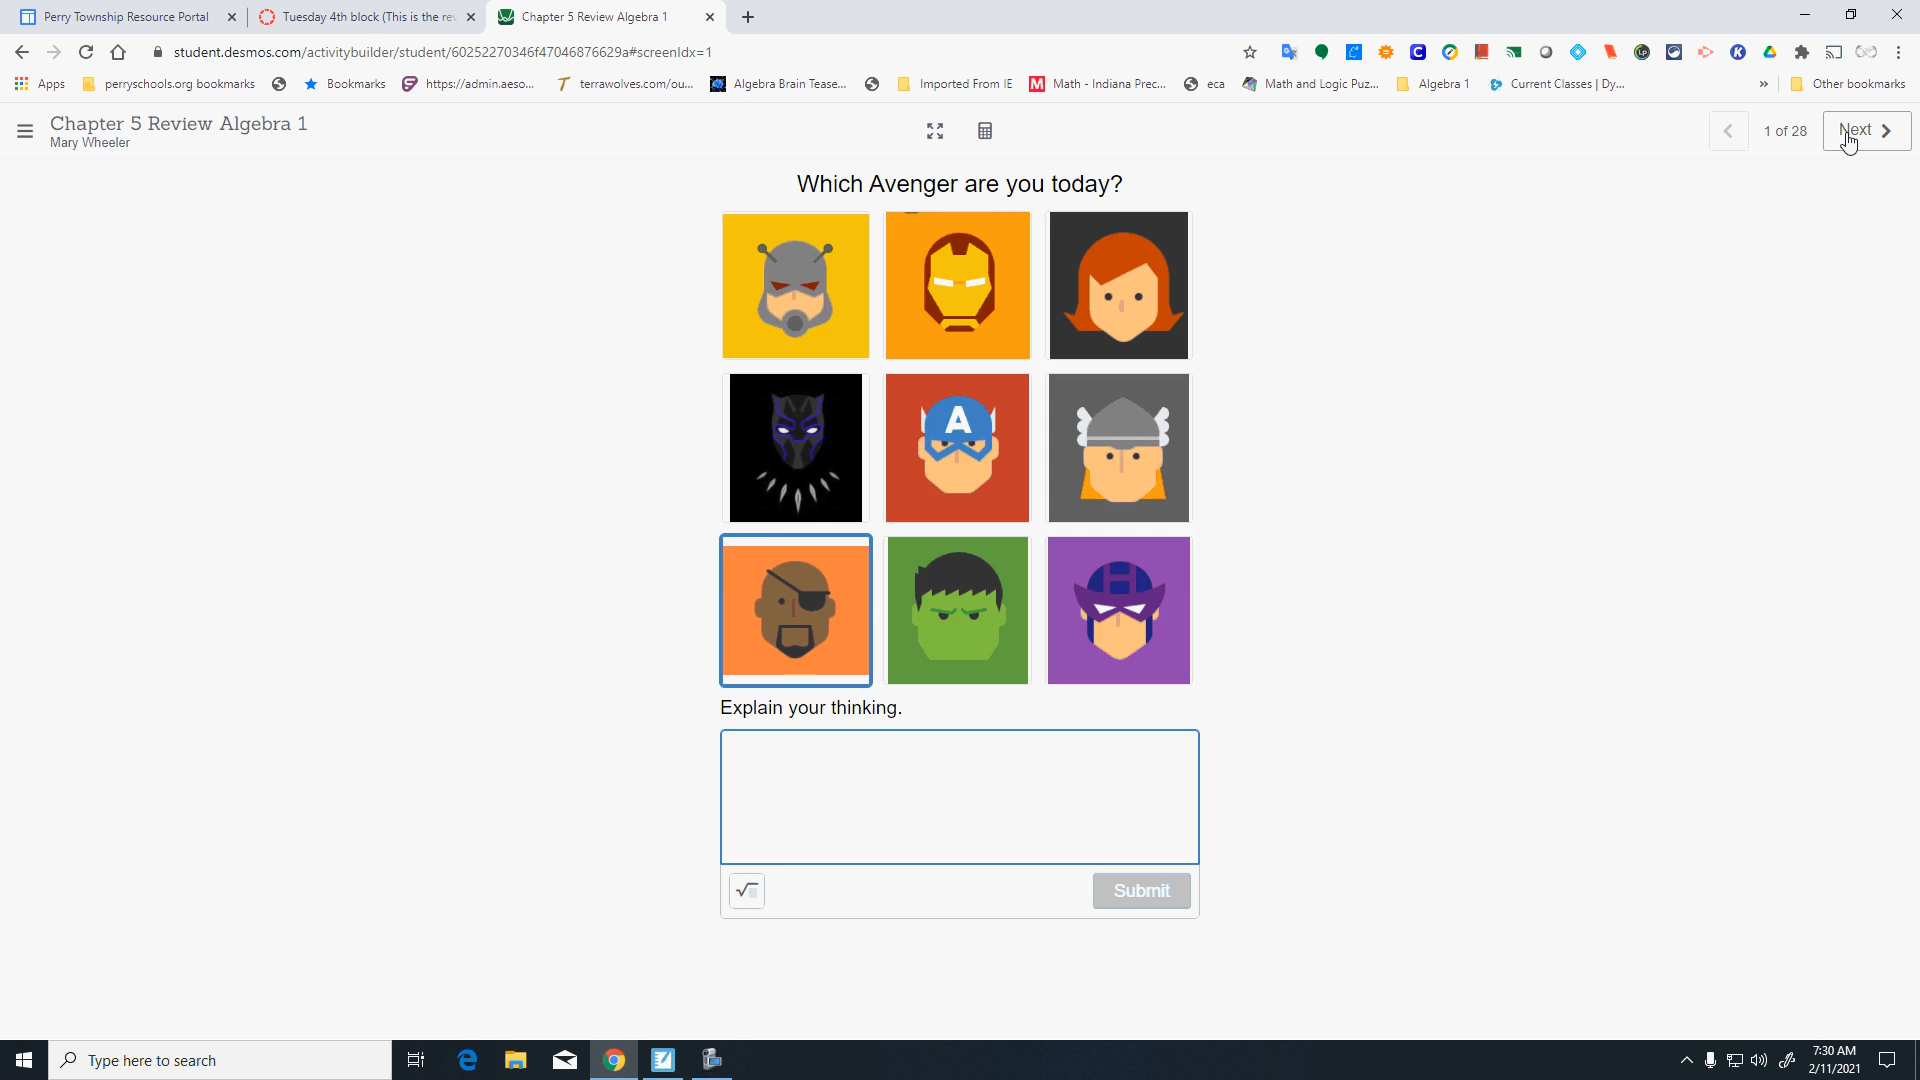 Perry Township Resource Portal
Tuesday 4th block (This is the re
Chapter 5 Review Algebra 1
student.desmos.com/activitybuilder/student/60252270346f47046876629a#screenIdx=1
Apps
perryschools.org bookmarks
Bookmarks
https://admin.aeso...
terrawolves.com/ou...
Algebra Brain Tease...
Imported From IE
Math - Indiana Prec...
eca
Math and Logic Puz...
Algebra 1
Current Classes | Dy...
»
Other bookmarks
Chapter 5 Review Algebra 1
Mary Wheeler
1 of 28
Next
Which Avenger are you today?
A
Explain your thinking.
Submit
Type here to search
7:30 AM
2/11/2021